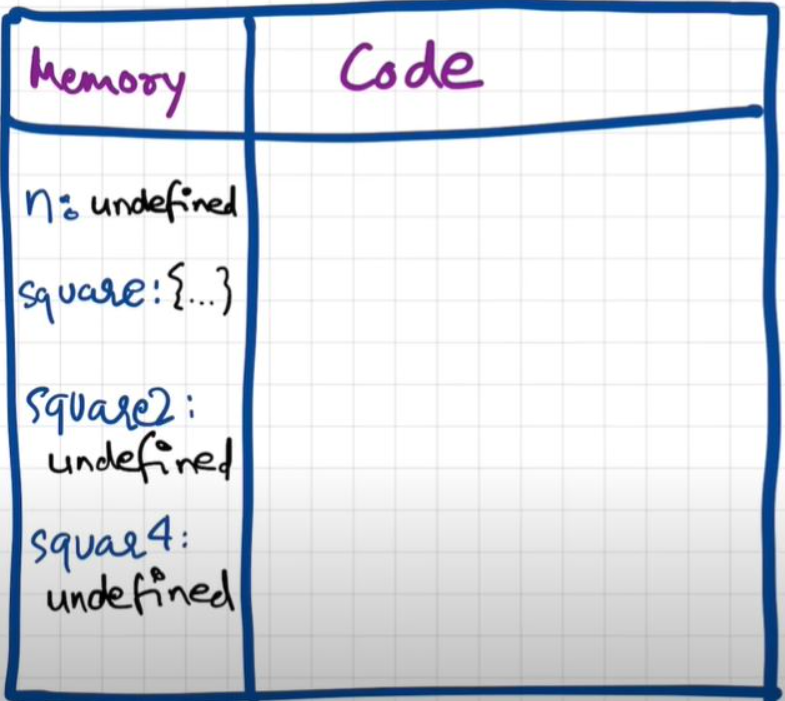 Memory
Code
n: undefined
square: {...}
square2:
undefined
squar4:
undefined